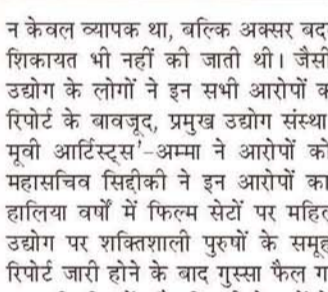 न केवल व्यापक था, बल्कि अक्सर बद
शिकायत भी नहीं की जाती थी। जैसी
उद्योग के लोगों ने इन सभी आरोपों क
रिपोर्ट के बावजूद, प्रमुख उद्योग संस्था
मूवी आर्टिस्ट्स'-अम्मा ने आरोपों को
महासचिव सिद्दीकी ने इन आरोपों का
हालिया वर्षों में फिल्म सेटों पर महिल
उद्योग पर शक्तिशाली पुरुषों के समूह
रिपोर्ट जारी होने के बाद गुस्सा फैल ग